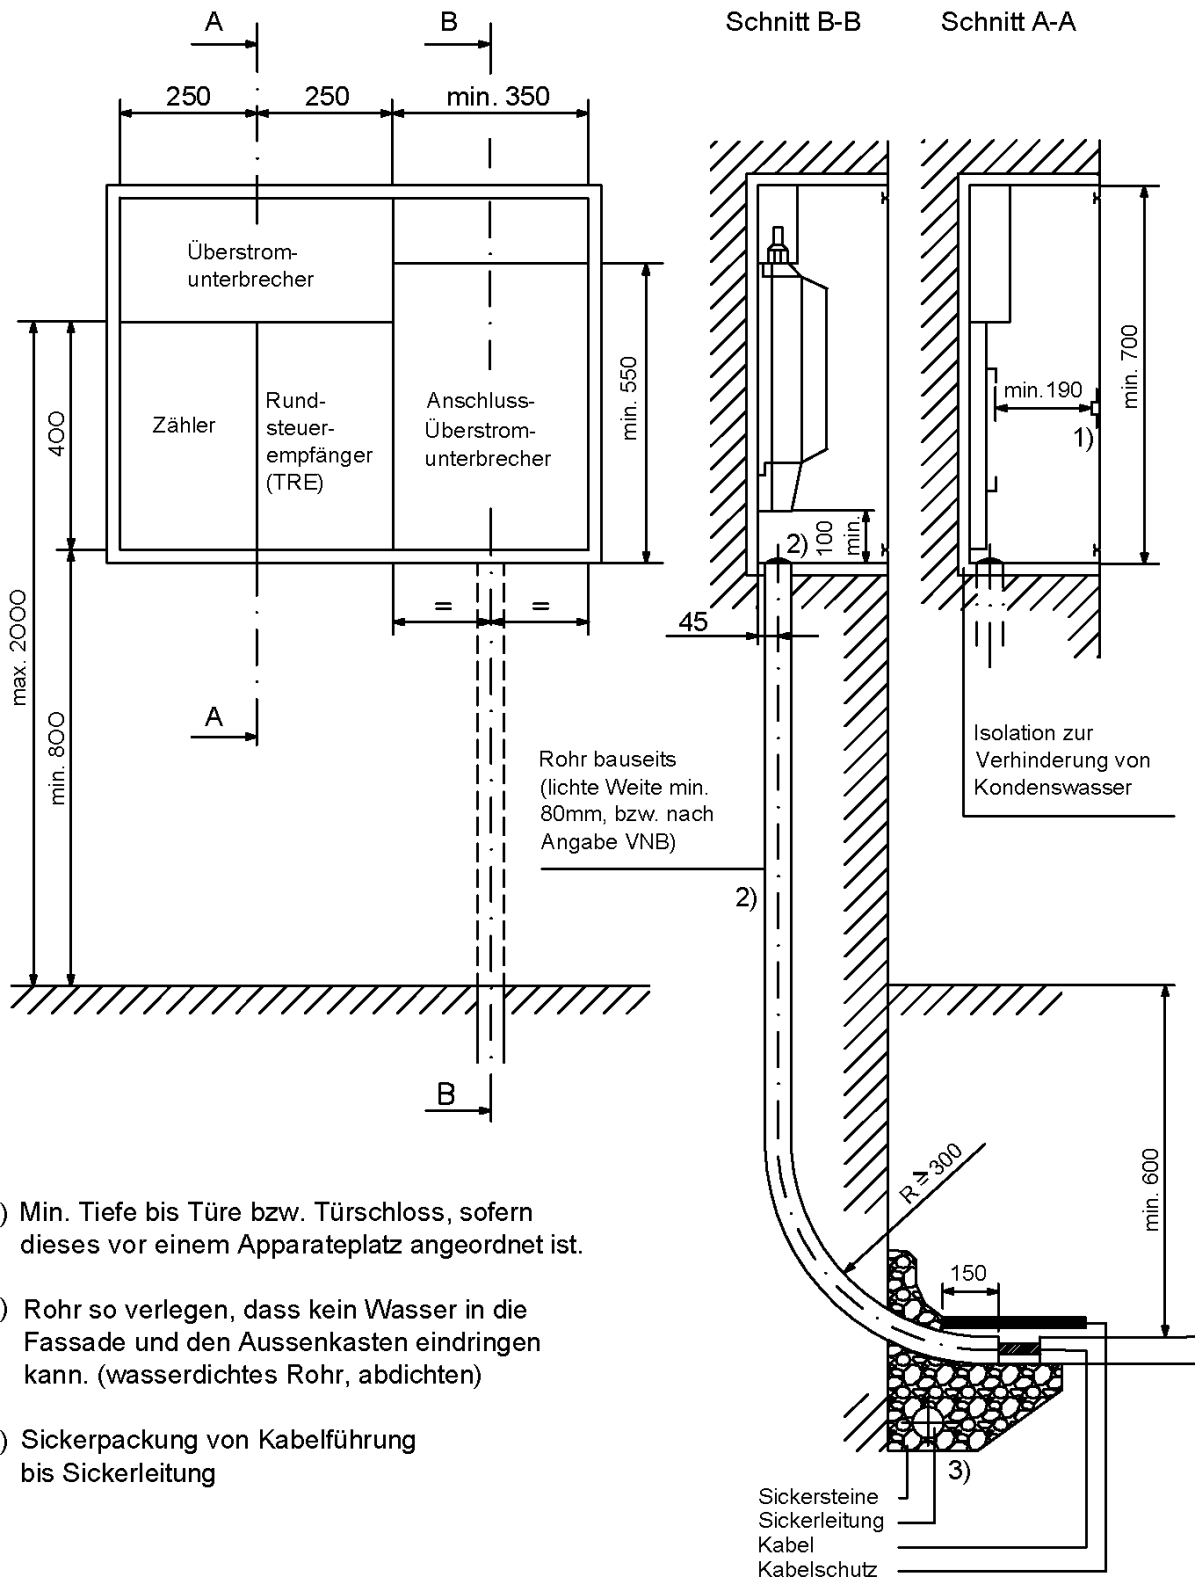 A
B
Schnitt B-B
Schnitt A-A
250
250
min. 350
Überstrom-
unterbrecher
Zähler
Rund-
steuer-
empfänger
(TRE)
Anschluss-
Überstrom-
unterbrecher
400
max. 2000
min. 800
min. 550
= =
A
B
2)
100
min.
45
min. 190
1)
min. 700
Rohr bauseits
(lichte Weite min.
80mm, bzw. nach
Angabe VNB)
2)
Isolation zur
Verhinderung von
Kondenswasser
R ≥ 300
min. 600
150
3)
Sickersteine
Sickerleitung
Kabel
Kabelschutz
) Min. Tiefe bis Türe bzw. Türschloss, sofern
dieses vor einem Apparateplatz angeordnet ist.
) Rohr so verlegen, dass kein Wasser in die
Fassade und den Aussenkasten eindringen
kann. (wasserdichtes Rohr, abdichten)
) Sickerpackung von Kabelführung
bis Sickerleitung